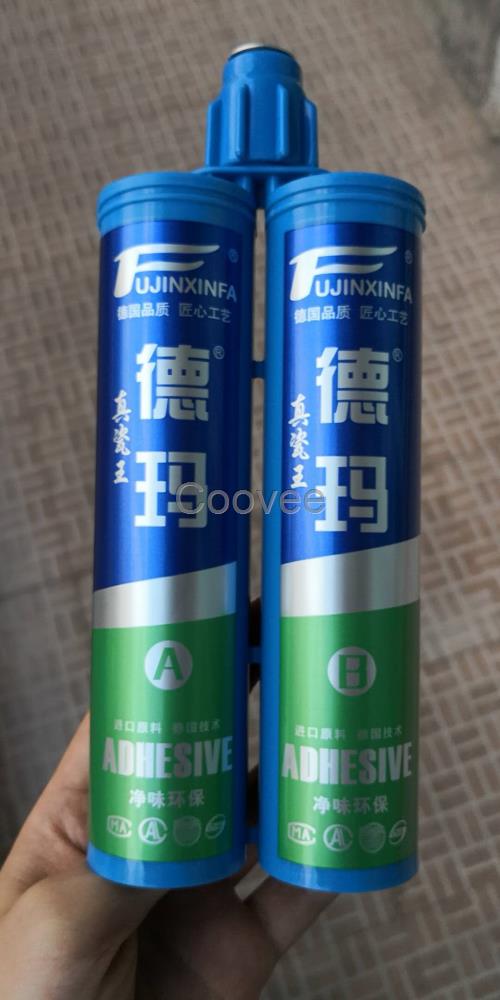 FUJINXINFA®
德国品质 匠心工艺
德玛®
真瓷王
A
进口原料 德国技术
ADHESIVE
净味环保
MA
FUJINXINFA®
德国品质 匠心工艺
德玛®
真瓷王
B
进口原料 德国技术
ADHESIVE
净味环保
MA
Coovee